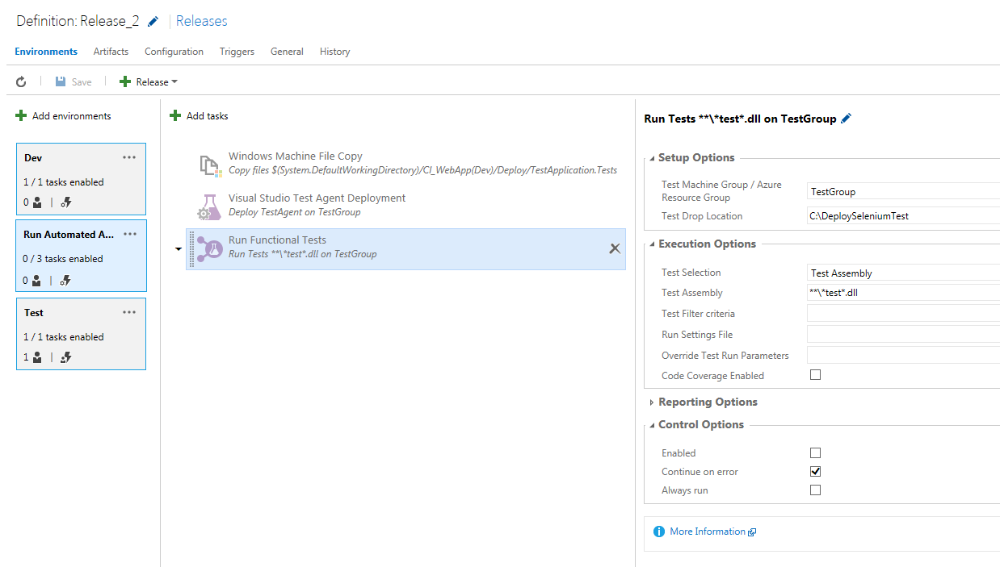 Definition: Release_2 | Releases
Environments Artifacts Configuration Triggers General History
Save Release
Add environments
Dev ...
1 / 1 tasks enabled
0 |
Run Automated A... ...
0 / 3 tasks enabled
0 |
Test ...
1 / 1 tasks enabled
1 |
Add tasks
Windows Machine File Copy
Copy files $(System.DefaultWorkingDirectory)/CI_WebApp(Dev)/Deploy/TestApplication.Tests
Visual Studio Test Agent Deployment
Deploy TestAgent on TestGroup
Run Functional Tests
Run Tests **\*test*.dll on TestGroup
Run Tests **\*test*.dll on TestGroup
Setup Options
Test Machine Group / Azure
Resource Group
TestGroup
Test Drop Location C:\DeploySeleniumTest
Execution Options
Test Selection Test Assembly
Test Assembly **\*test*.dll
Test Filter criteria
Run Settings File
Override Test Run Parameters
Code Coverage Enabled
Reporting Options
Control Options
Enabled
Continue on error
Always run
More Information